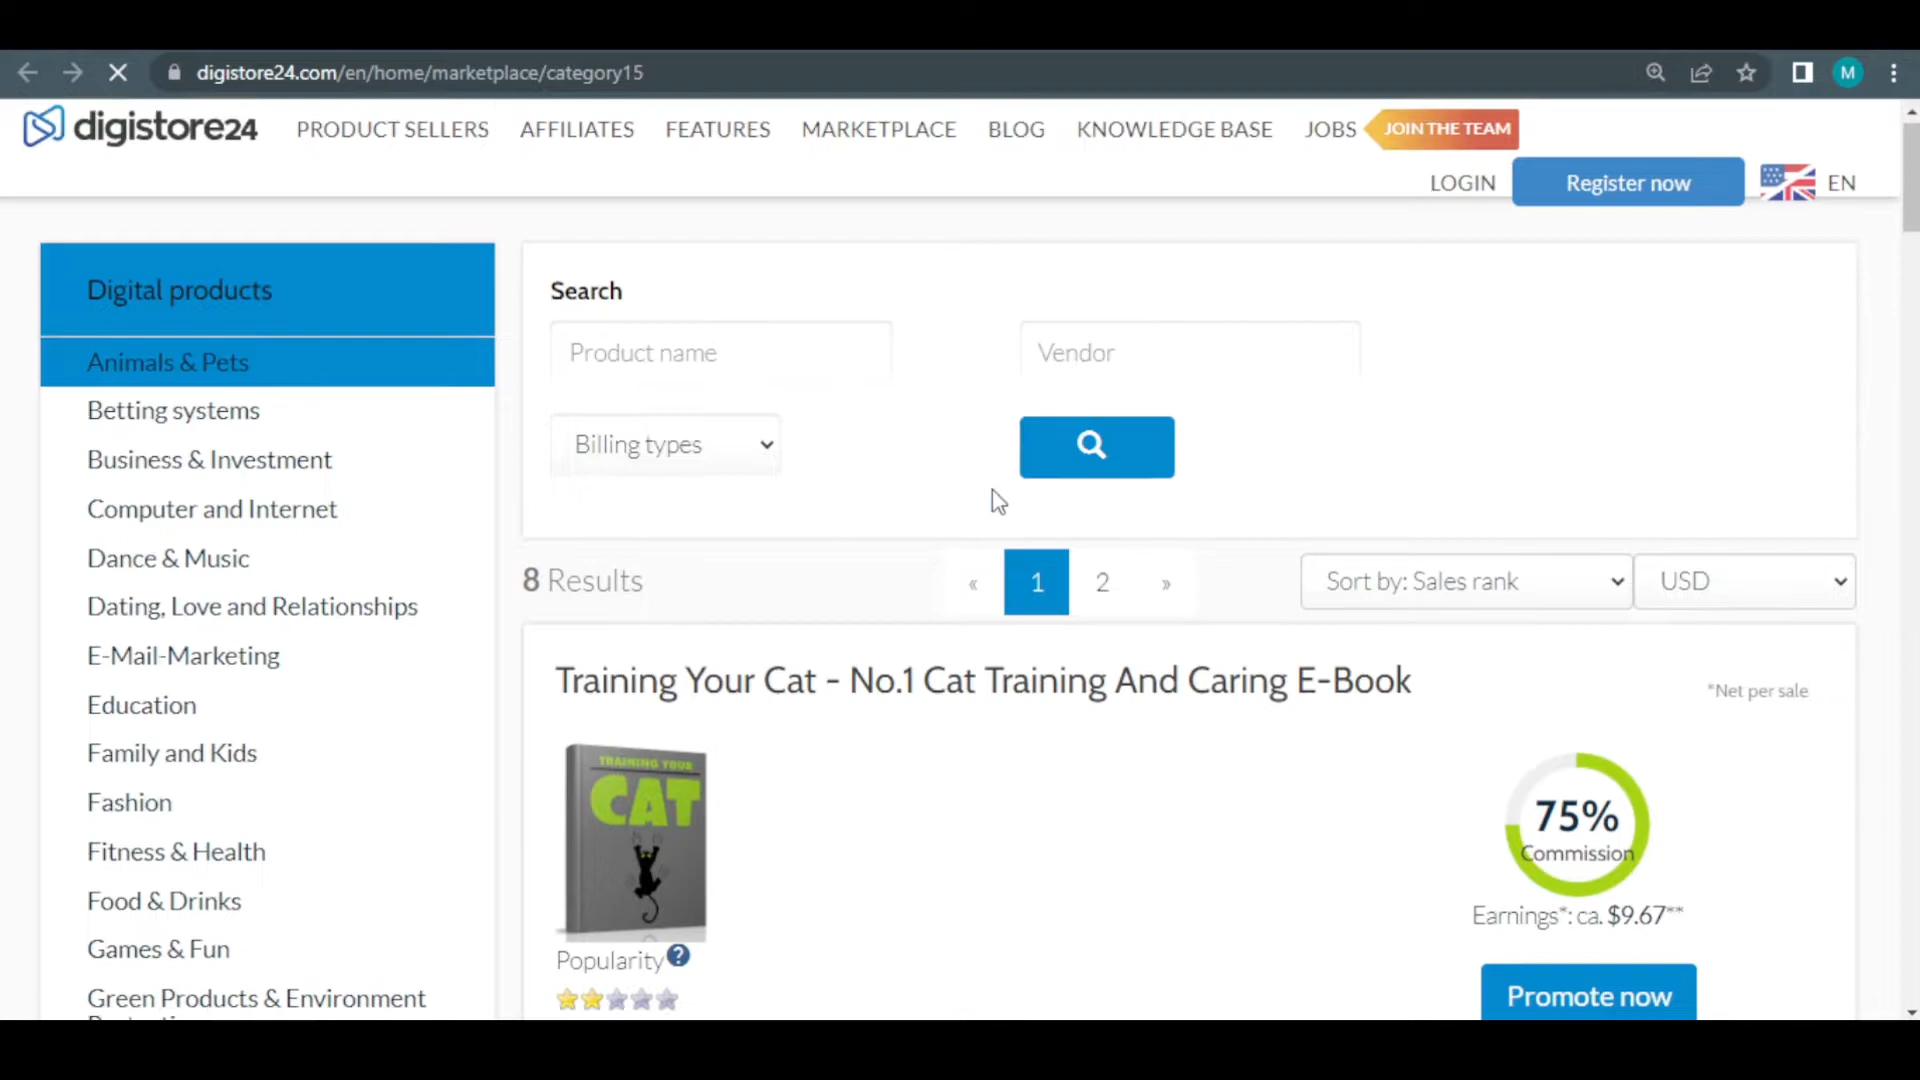 digistore24.com/en/home/marketplace/category15
M
digistore24 PRODUCT SELLERS AFFILIATES FEATURES MARKETPLACE BLOG KNOWLEDGE BASE JOBS JOIN THE TEAM
LOGIN Register now EN
Digital products
Animals & Pets
Betting systems
Business & Investment
Computer and Internet
Dance & Music
Dating, Love and Relationships
E-Mail-Marketing
Education
Family and Kids
Fashion
Fitness & Health
Food & Drinks
Games & Fun
Green Products & Environment
Search
Product name Vendor
Billing types
8 Results « 1 2 » Sort by: Sales rank USD
Training Your Cat - No.1 Cat Training And Caring E-Book
*Net per sale
TRAINING YOUR
CAT
75%
Commission
Earnings*: ca. $9.67**
Popularity ?
Promote now